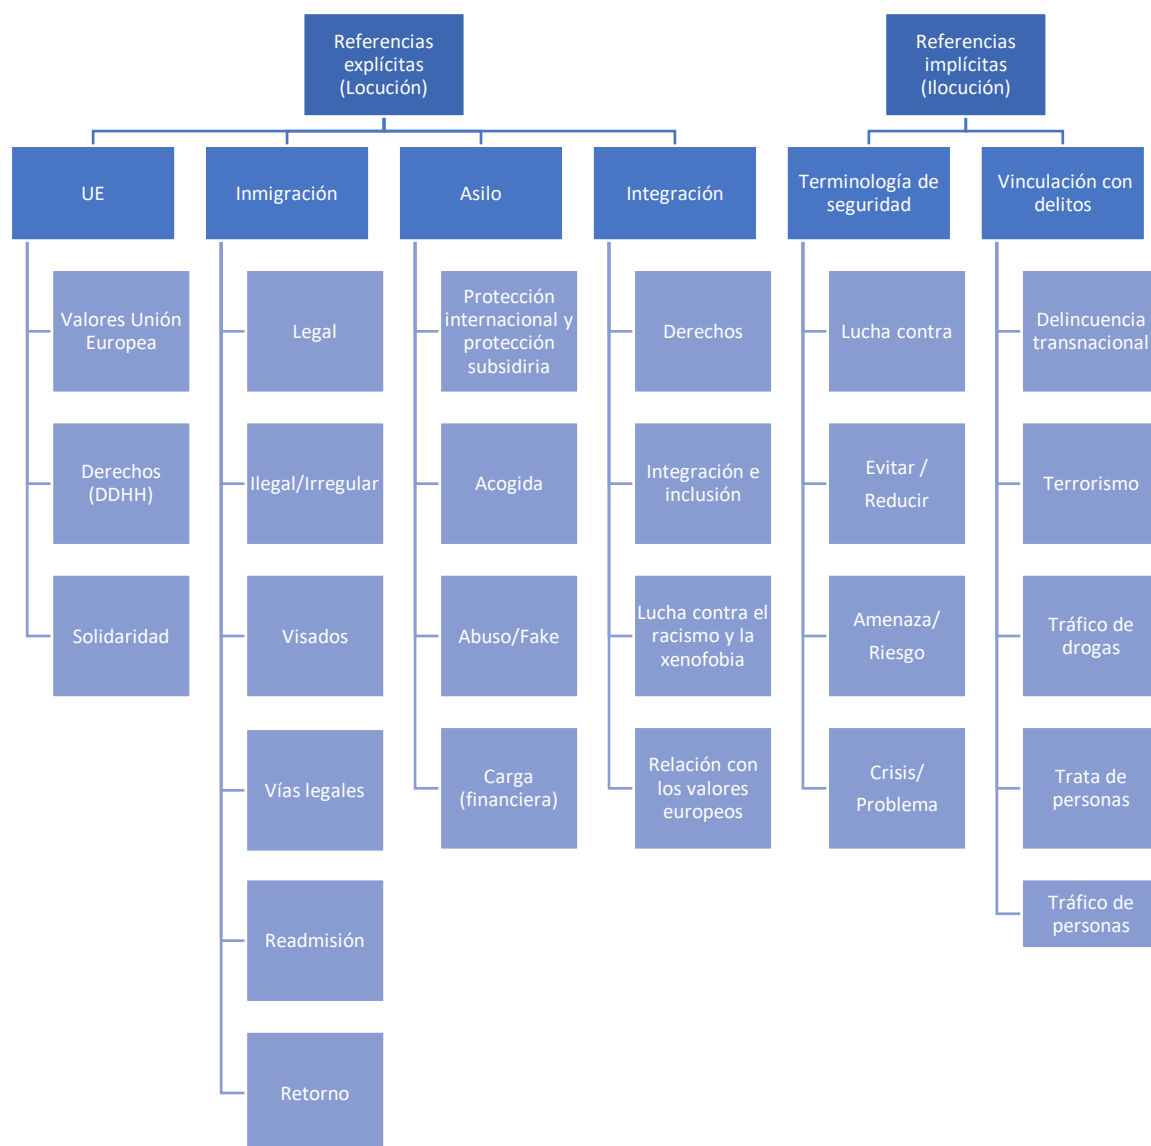 Referencias
explícitas
(Locución)
Referencias
implícitas
(Ilocución)
UE
Inmigración
Asilo
Integración
Terminología de
seguridad
Vinculación con
delitos
Valores Unión
Europea
Derechos
(DDHH)
Solidaridad
Legal
Ilegal/Irregular
Visados
Vías legales
Readmisión
Retorno
Protección
internacional y
protección
subsidiria
Acogida
Abuso/Fake
Carga
(financiera)
Derechos
Integración e
inclusión
Lucha contra el
racismo y la
xenofobia
Relación con
los valores
europeos
Lucha contra
Evitar /
Reducir
Amenaza/
Riesgo
Crisis/
Problema
Delincuencia
transnacional
Terrorismo
Tráfico de
drogas
Trata de
personas
Tráfico de
personas